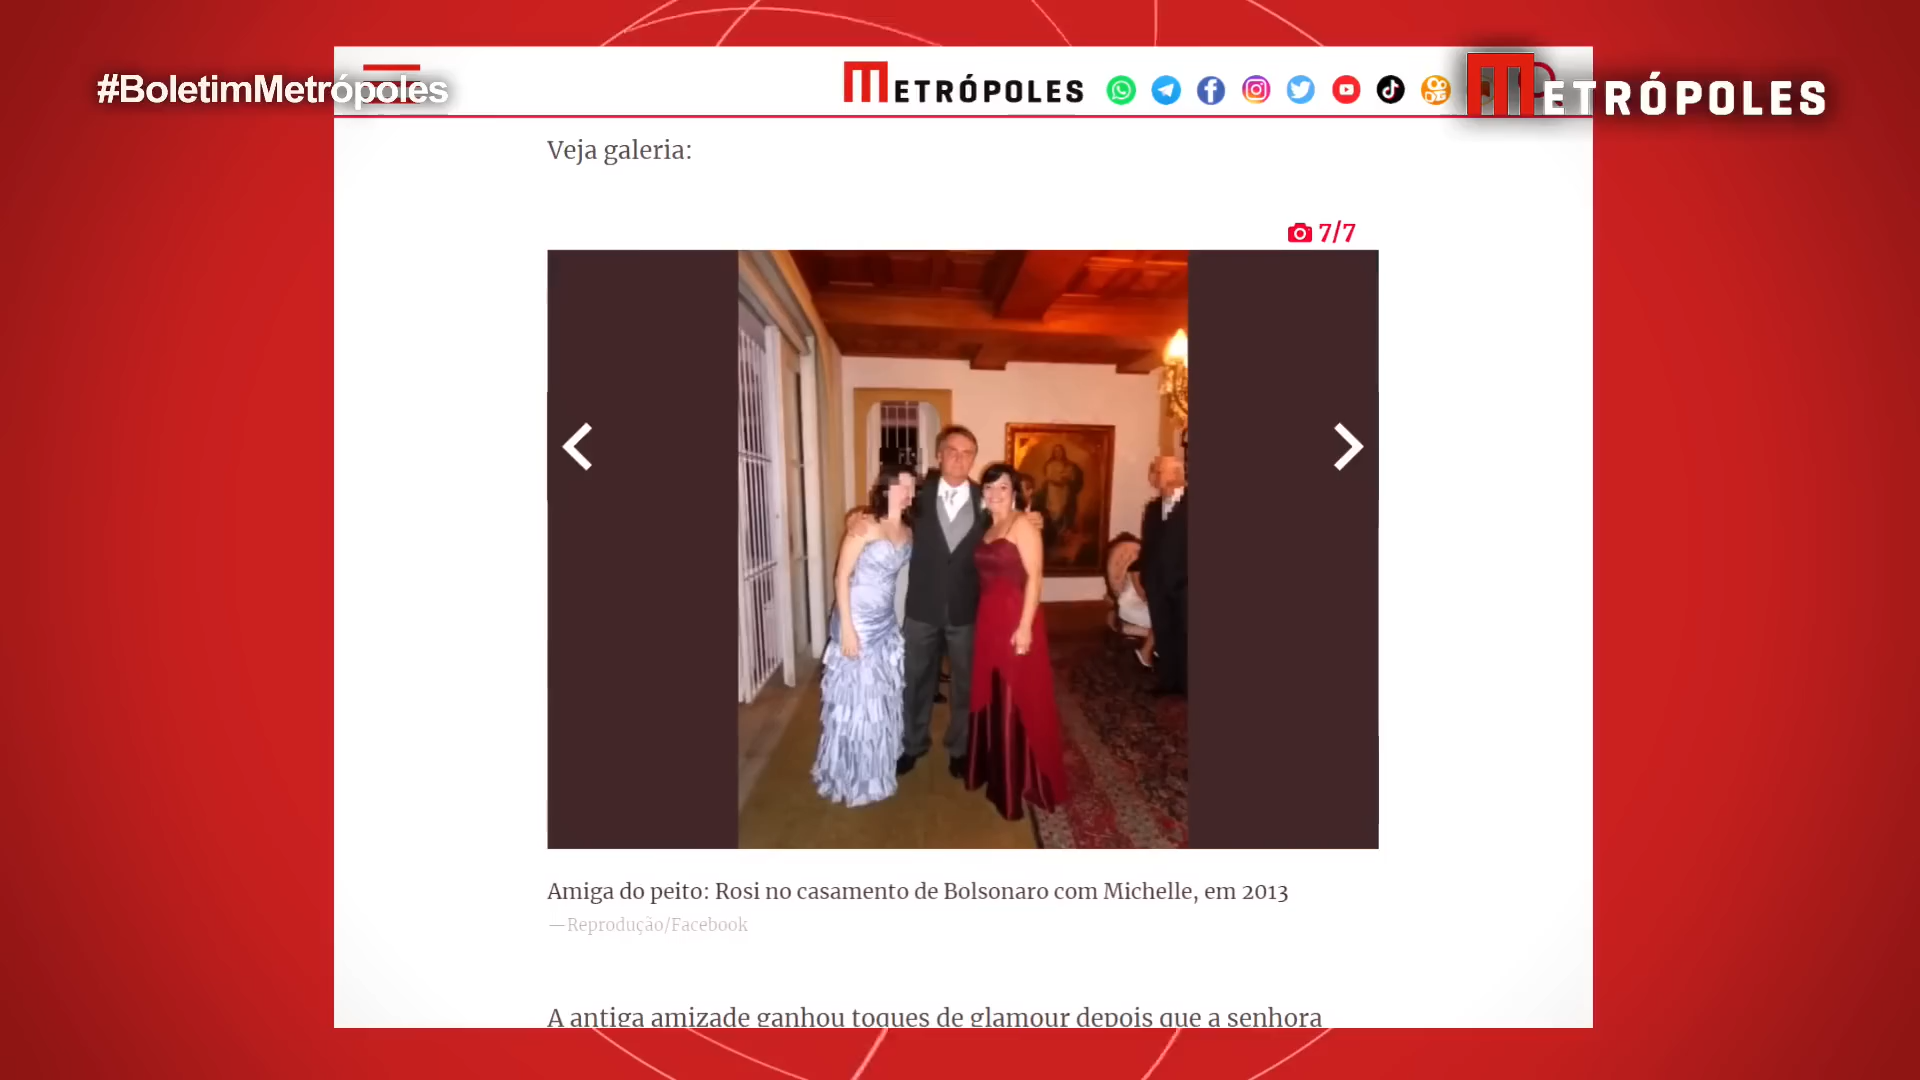 #BoletimMetrópoles
METRÓPOLES
METRÓPOLES
Veja galeria:
7/7
Amiga do peito: Rosi no casamento de Bolsonaro com Michelle, em 2013
—Reprodução/Facebook
A antiga amizade ganhou toques de glamour depois que a senhora